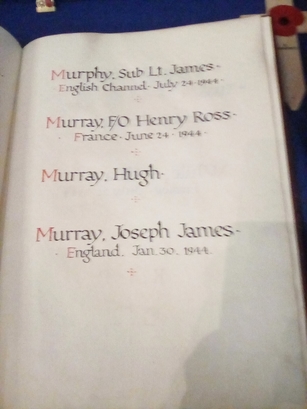 Murphy, Sub Lt. James·
English Channel· July 24·1944·
Murray, F/O Henry Ross·
· France· June 24· 1944·
Murray, Hugh·
Murray, Joseph James·
· England. Jan. 30. 1944.